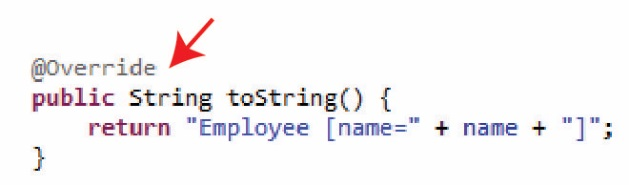 @Override
public String toString() {
    return "Employee [name=" + name + "]";
}